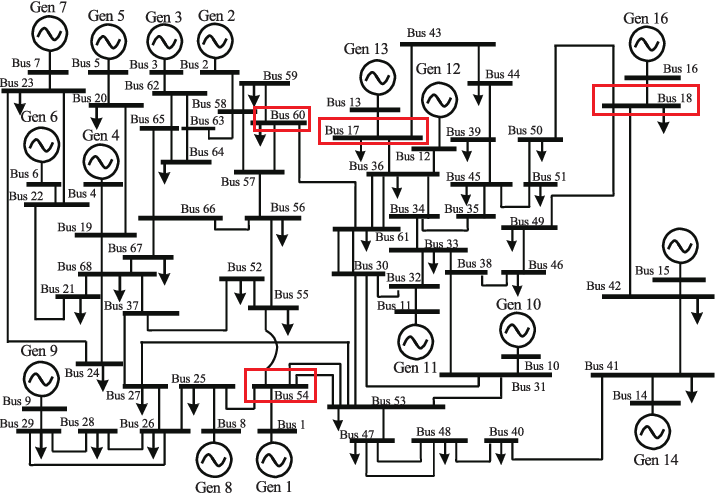 Gen 7
Gen 5
Gen 3
Gen 2
Gen 16
Bus 43
Gen 13
Gen 12
Bus 7
Bus 5
Bus 3
Bus 2
Bus 59
Bus 44
Bus 16
Bus 23
Bus 62
Bus 20
Bus 58
Bus 60
Bus 13
Bus 18
Gen 6
Gen 4
Bus 65
Bus 63
Bus 17
Bus 39
Bus 50
Bus 64
Bus 12
Bus 6
Bus 57
Bus 36
Bus 45
Bus 51
Bus 4
Bus 22
Bus 66
Bus 56
Bus 34
Bus 35
Bus 49
Bus 19
Bus 61
Bus 33
Bus 67
Bus 68
Bus 52
Bus 30
Bus 38
Bus 46
Bus 15
Bus 21
Bus 32
Bus 42
Bus 37
Bus 55
Bus 11
Gen 10
Gen 9
Bus 24
Gen 11
Bus 10
Bus 41
Bus 27
Bus 25
Bus 54
Bus 31
Bus 9
Bus 53
Bus 14
Bus 29
Bus 28
Bus 26
Bus 8
Bus 1
Bus 47
Bus 48
Bus 40
Gen 8
Gen 1
Gen 14